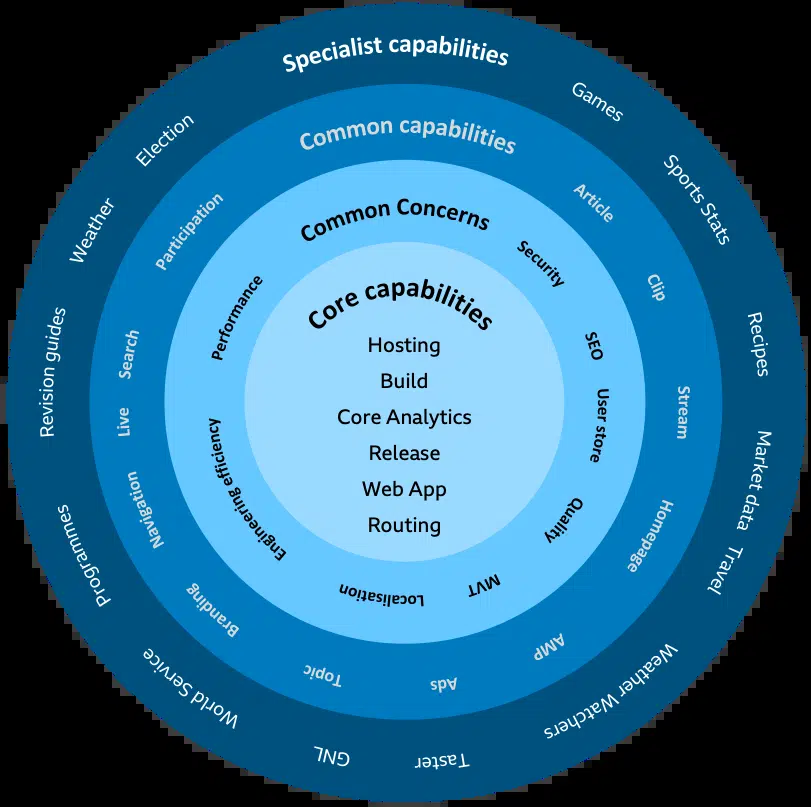 Specialist capabilities
Games
Sports Stats
Recipes
Market data
Travel
Weather Watchers
Taster
GNL
World Service
Programmes
Revision guides
Weather
Election
Common capabilities
Article
Clip
Stream
Homepage
AMP
Ads
Topic
Branding
Navigation
Live
Search
Participation
Common Concerns
Security
SEO
User store
Quality
MVT
Localisation
Engineering efficiency
Performance
Core capabilities
Hosting
Build
Core Analytics
Release
Web App
Routing